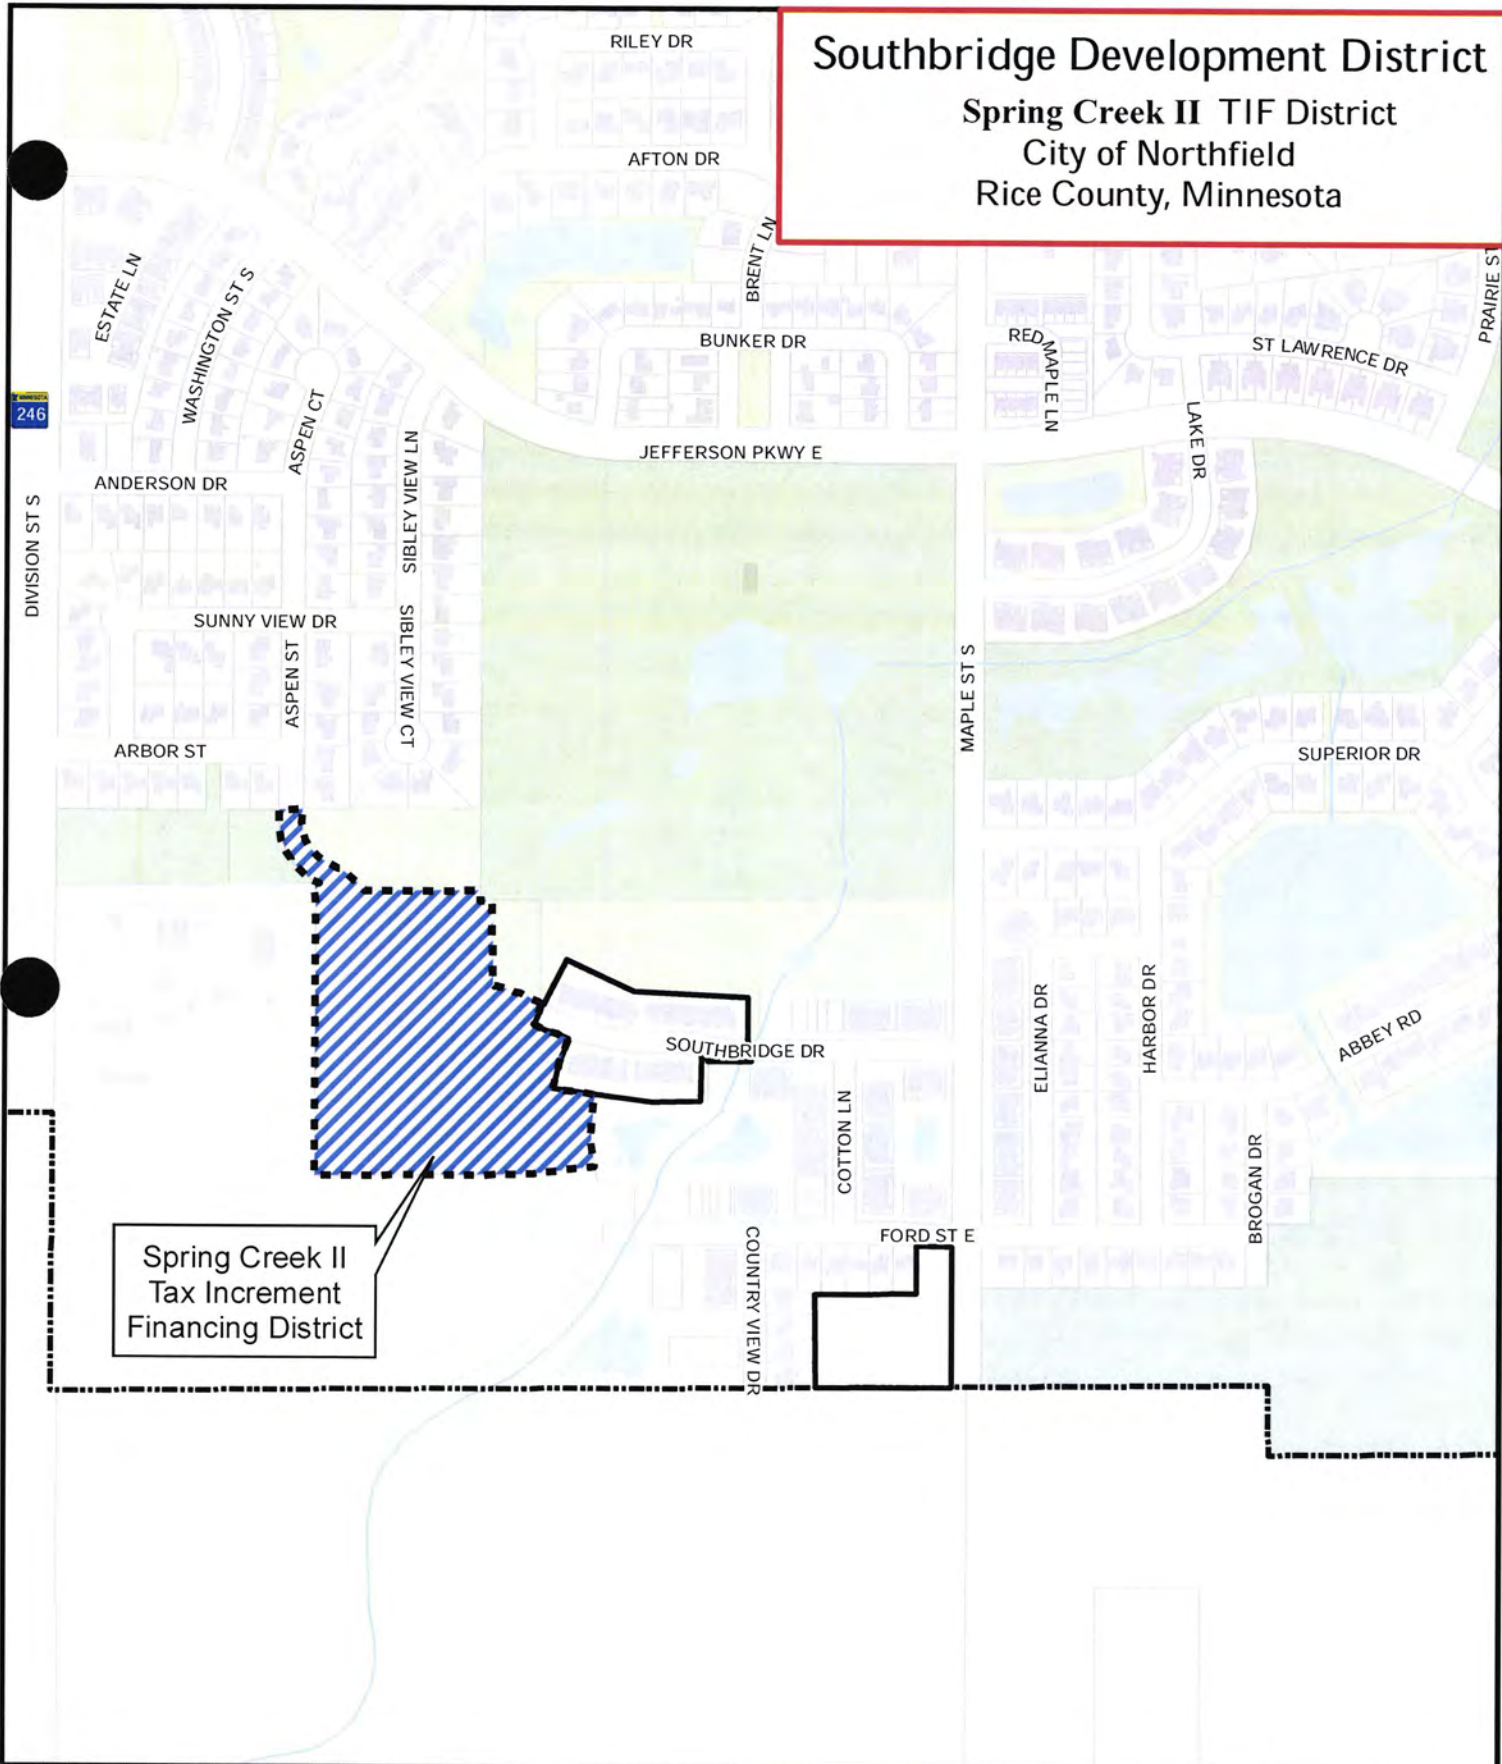 Southbridge Development District
Spring Creek II TIF District
City of Northfield
Rice County, Minnesota
RILEY DR
AFTON DR
BRENT LN
ESTATE LN
WASHINGTON ST S
PRAIRIE ST
BUNKER DR
RED MAPLE LN
ST LAWRENCE DR
MINNESOTA
246
ASPEN CT
LAKE DR
JEFFERSON PKWY E
ANDERSON DR
SIBLEY VIEW LN
DIVISION ST S
SUNNY VIEW DR
ASPEN ST
SIBLEY VIEW CT
MAPLE ST S
ARBOR ST
SUPERIOR DR
SOUTHBRIDGE DR
ELIANNA DR
HARBOR DR
ABBEY RD
COTTON LN
BROGAN DR
FORD ST E
COUNTRY VIEW DR
Spring Creek II
Tax Increment
Financing District